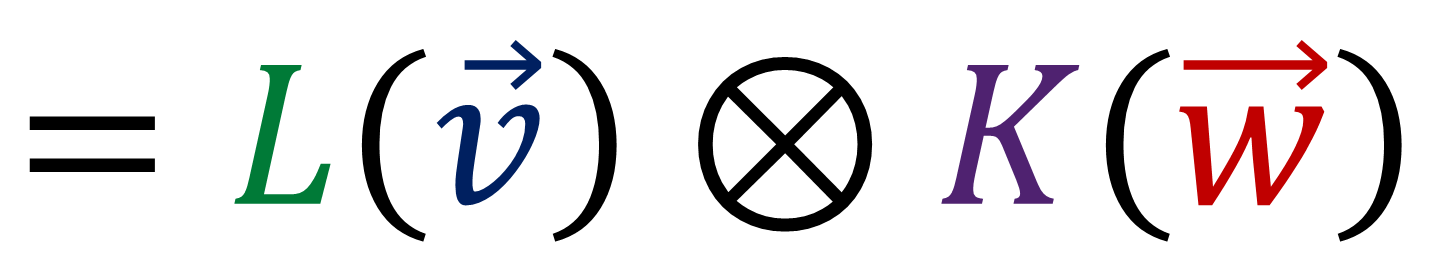 = L(v⃗) ⊗ K(w⃗)